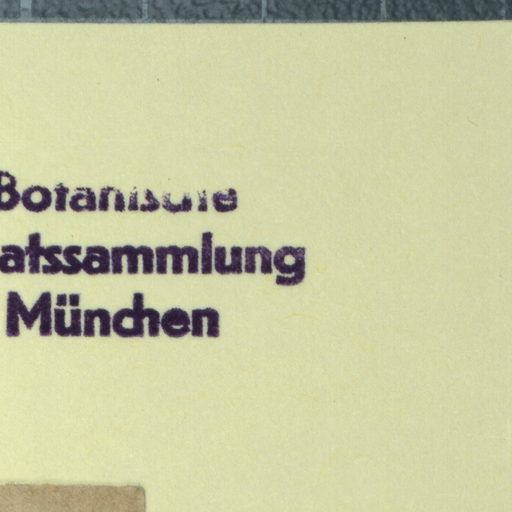 Botanische
atssammlung
München